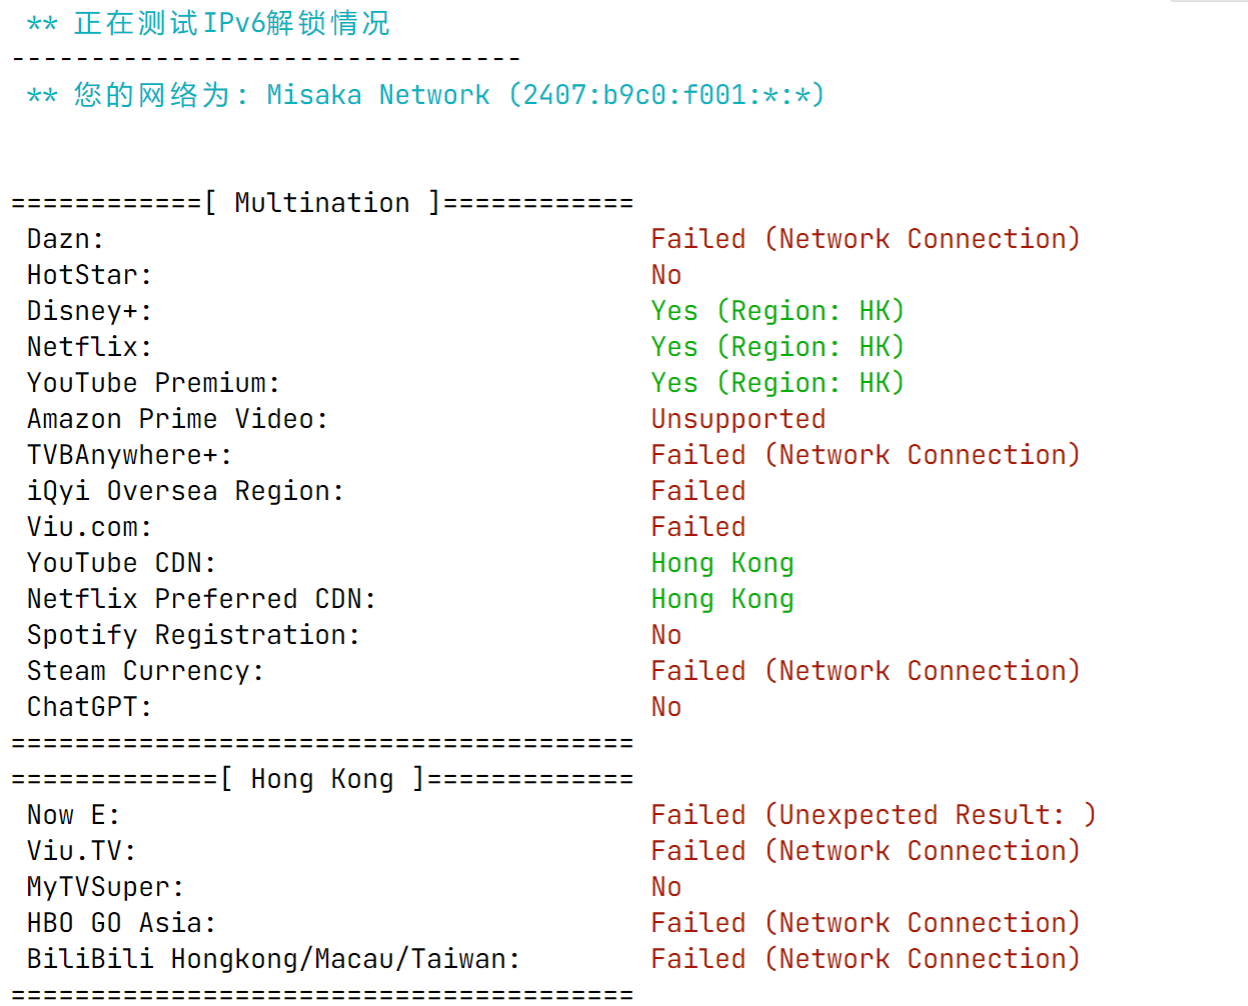 ** 正在测试IPv6解锁情况
--------------------------------
** 您的网络为: Misaka Network (2407:b9c0:f001:*:*)
============[ Multination ]============
Dazn: Failed (Network Connection)
HotStar: No
Disney+: Yes (Region: HK)
Netflix: Yes (Region: HK)
YouTube Premium: Yes (Region: HK)
Amazon Prime Video: Unsupported
TVBAnywhere+: Failed (Network Connection)
iQyi Oversea Region: Failed
Viu.com: Failed
YouTube CDN: Hong Kong
Netflix Preferred CDN: Hong Kong
Spotify Registration: No
Steam Currency: Failed (Network Connection)
ChatGPT: No
=======================================
=============[ Hong Kong ]=============
Now E: Failed (Unexpected Result: )
Viu.TV: Failed (Network Connection)
MyTVSuper: No
HBO GO Asia: Failed (Network Connection)
BiliBili Hongkong/Macau/Taiwan: Failed (Network Connection)
=======================================